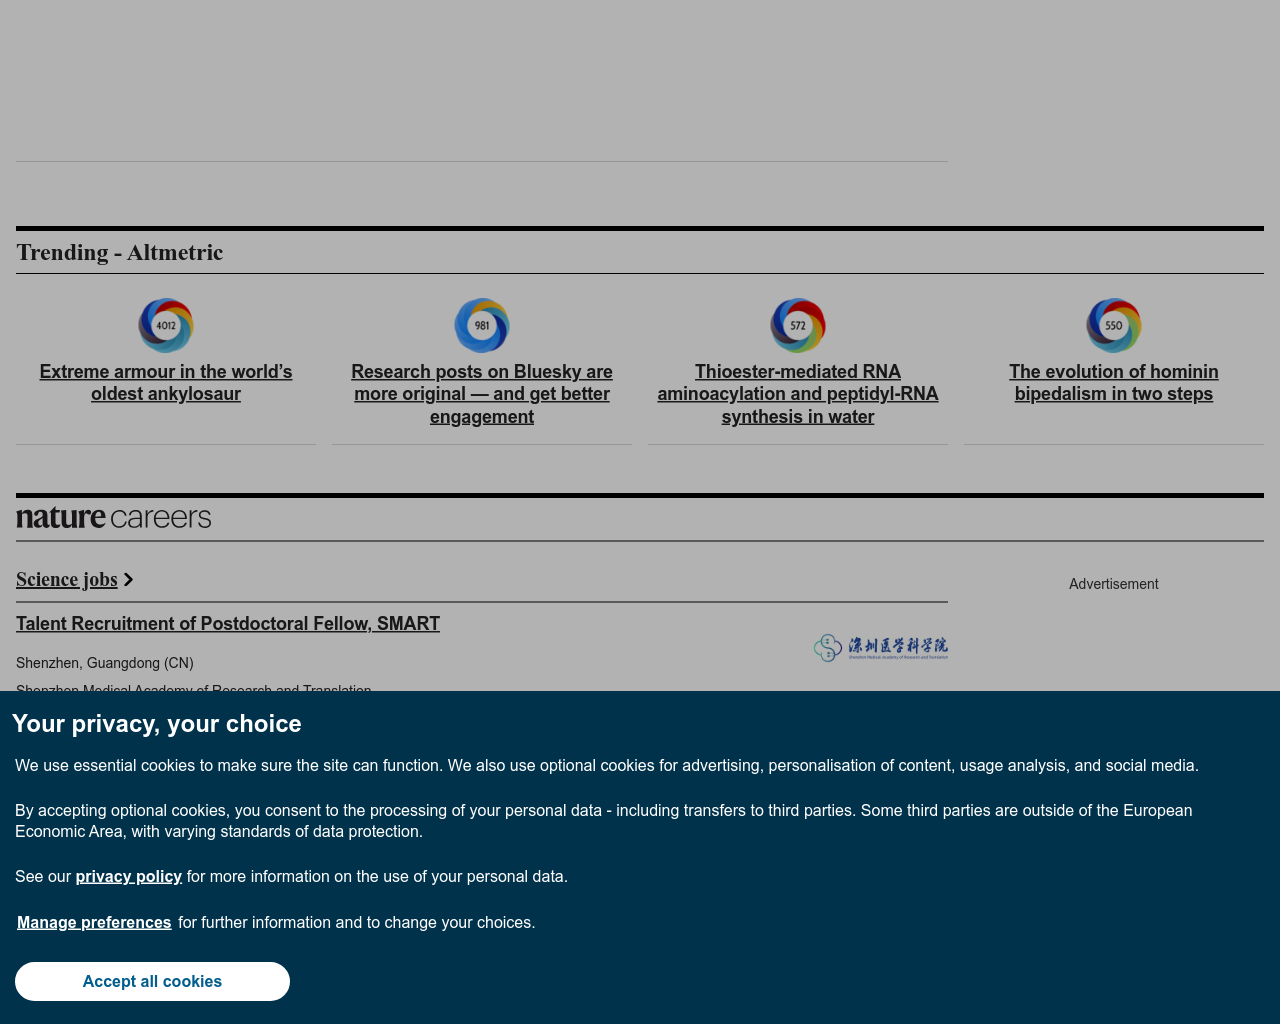 Trending - Altmetric
4012
981
572
550
Extreme armour in the world’s
oldest ankylosaur
Research posts on Bluesky are
more original — and get better
engagement
Thioester-mediated RNA
aminoacylation and peptidyl-RNA
synthesis in water
The evolution of hominin
bipedalism in two steps
nature careers
Science jobs
Advertisement
Talent Recruitment of Postdoctoral Fellow, SMART
深圳医学科学院
Shenzhen Medical Academy of Research and Translation
Shenzhen, Guangdong (CN)
Shenzhen Medical Academy of Research and Translation
Your privacy, your choice
We use essential cookies to make sure the site can function. We also use optional cookies for advertising, personalisation of content, usage analysis, and social media.
By accepting optional cookies, you consent to the processing of your personal data - including transfers to third parties. Some third parties are outside of the European
Economic Area, with varying standards of data protection.
See our privacy policy for more information on the use of your personal data.
Manage preferences for further information and to change your choices.
Accept all cookies